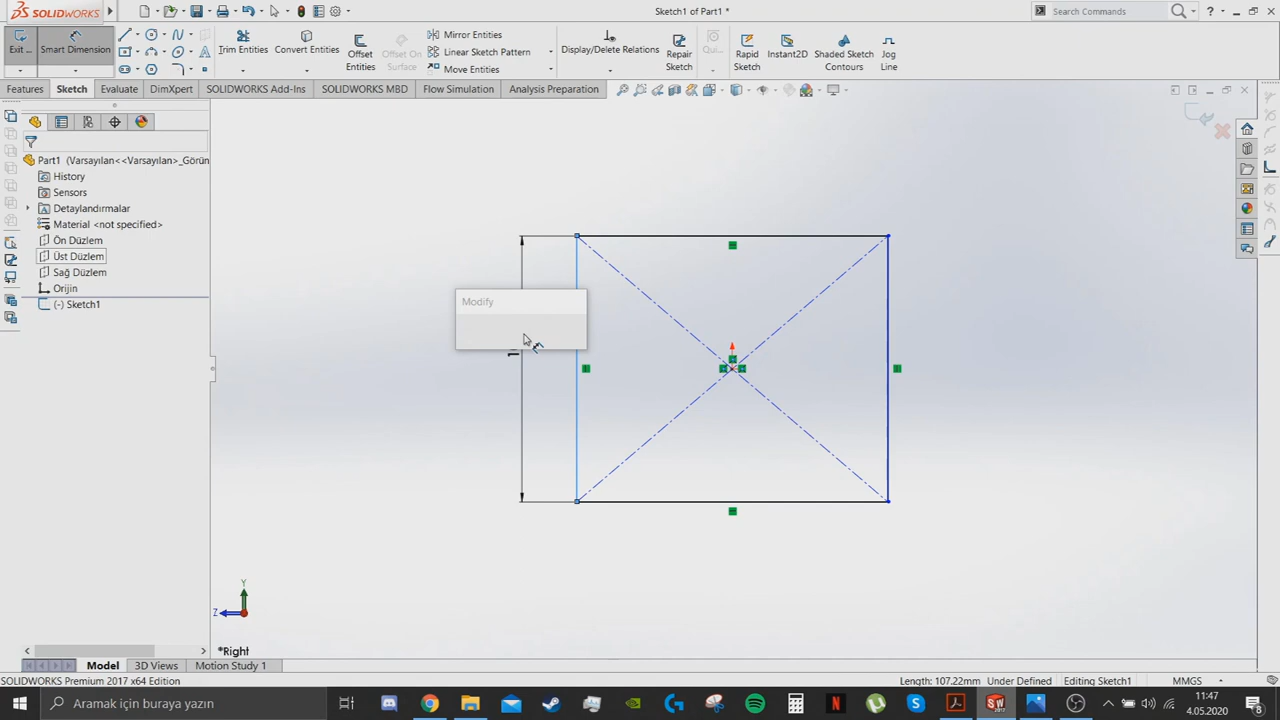 SOLIDWORKS
Sketch1 of Part1 *
Search Commands
Exit ...
Smart Dimension
Trim Entities
Convert Entities
Offset Entities
Offset On Surface
Mirror Entities
Linear Sketch Pattern
Move Entities
Display/Delete Relations
Repair Sketch
Qui...
Rapid Sketch
Instant2D
Shaded Sketch Contours
Jog Line
Features
Sketch
Evaluate
DimXpert
SOLIDWORKS Add-Ins
SOLIDWORKS MBD
Flow Simulation
Analysis Preparation
Part1 (Varsayılan<<Varsayılan>_Görün
History
Sensors
Detaylandırmalar
Material <not specified>
Ön Düzlem
Üst Düzlem
Sağ Düzlem
Orijin
(-) Sketch1
Modify
Y
Z
*Right
Model
3D Views
Motion Study 1
SOLIDWORKS Premium 2017 x64 Edition
Length: 107.22mm
Under Defined
Editing Sketch1
MMGS
Aramak için buraya yazın
11:47
4.05.2020
8